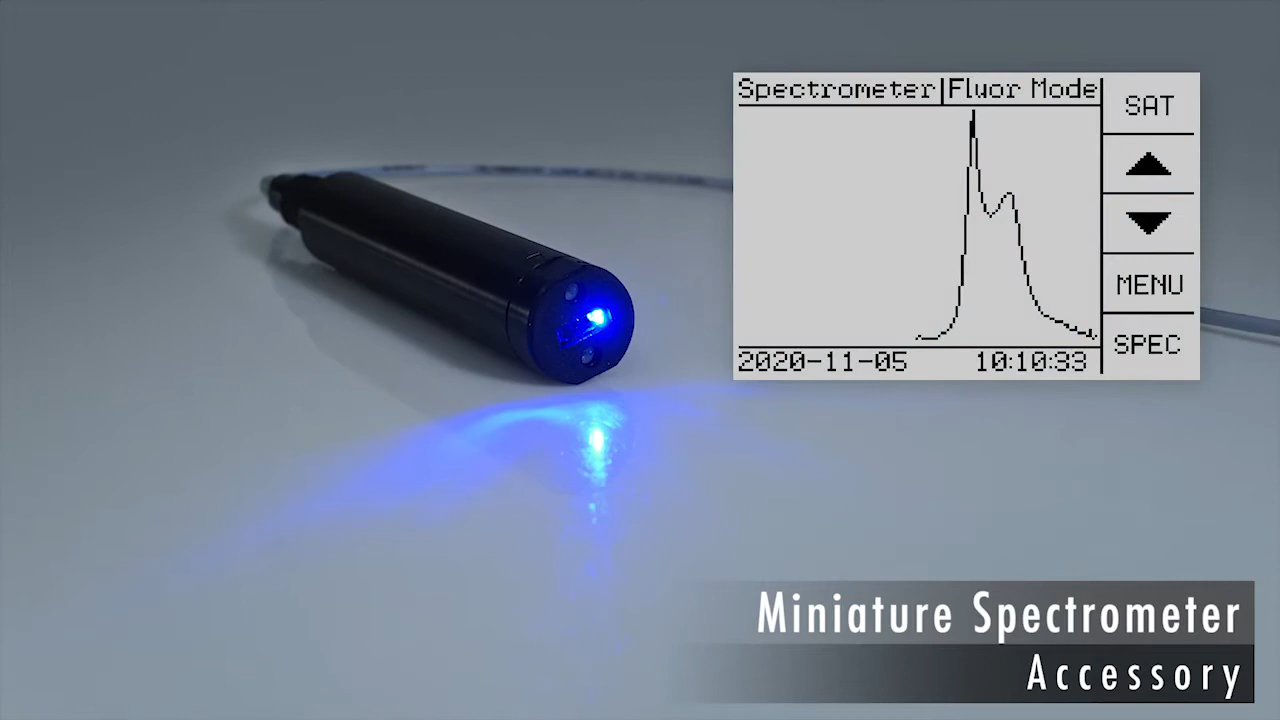 Spectrometer Fluor Mode
SAT
MENU
SPEC
2020-11-05 10:10:33
Miniature Spectrometer
Accessory